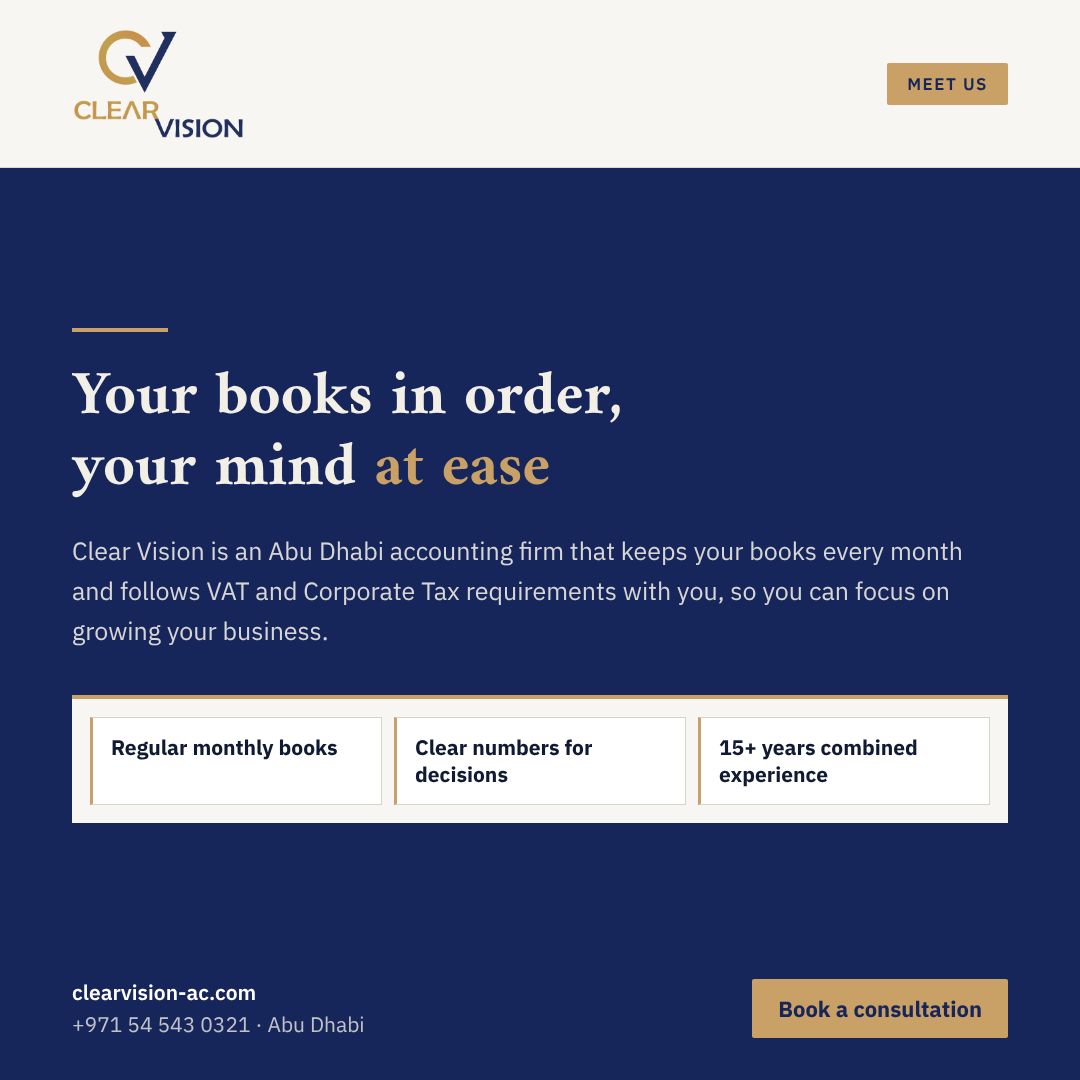 CV
CLEAR
VISION
MEET US
Your books in order,
your mind at ease
Clear Vision is an Abu Dhabi accounting firm that keeps your books every month
and follows VAT and Corporate Tax requirements with you, so you can focus on
growing your business.
Regular monthly books
Clear numbers for
decisions
15+ years combined
experience
clearvision-ac.com
+971 54 543 0321 · Abu Dhabi
Book a consultation